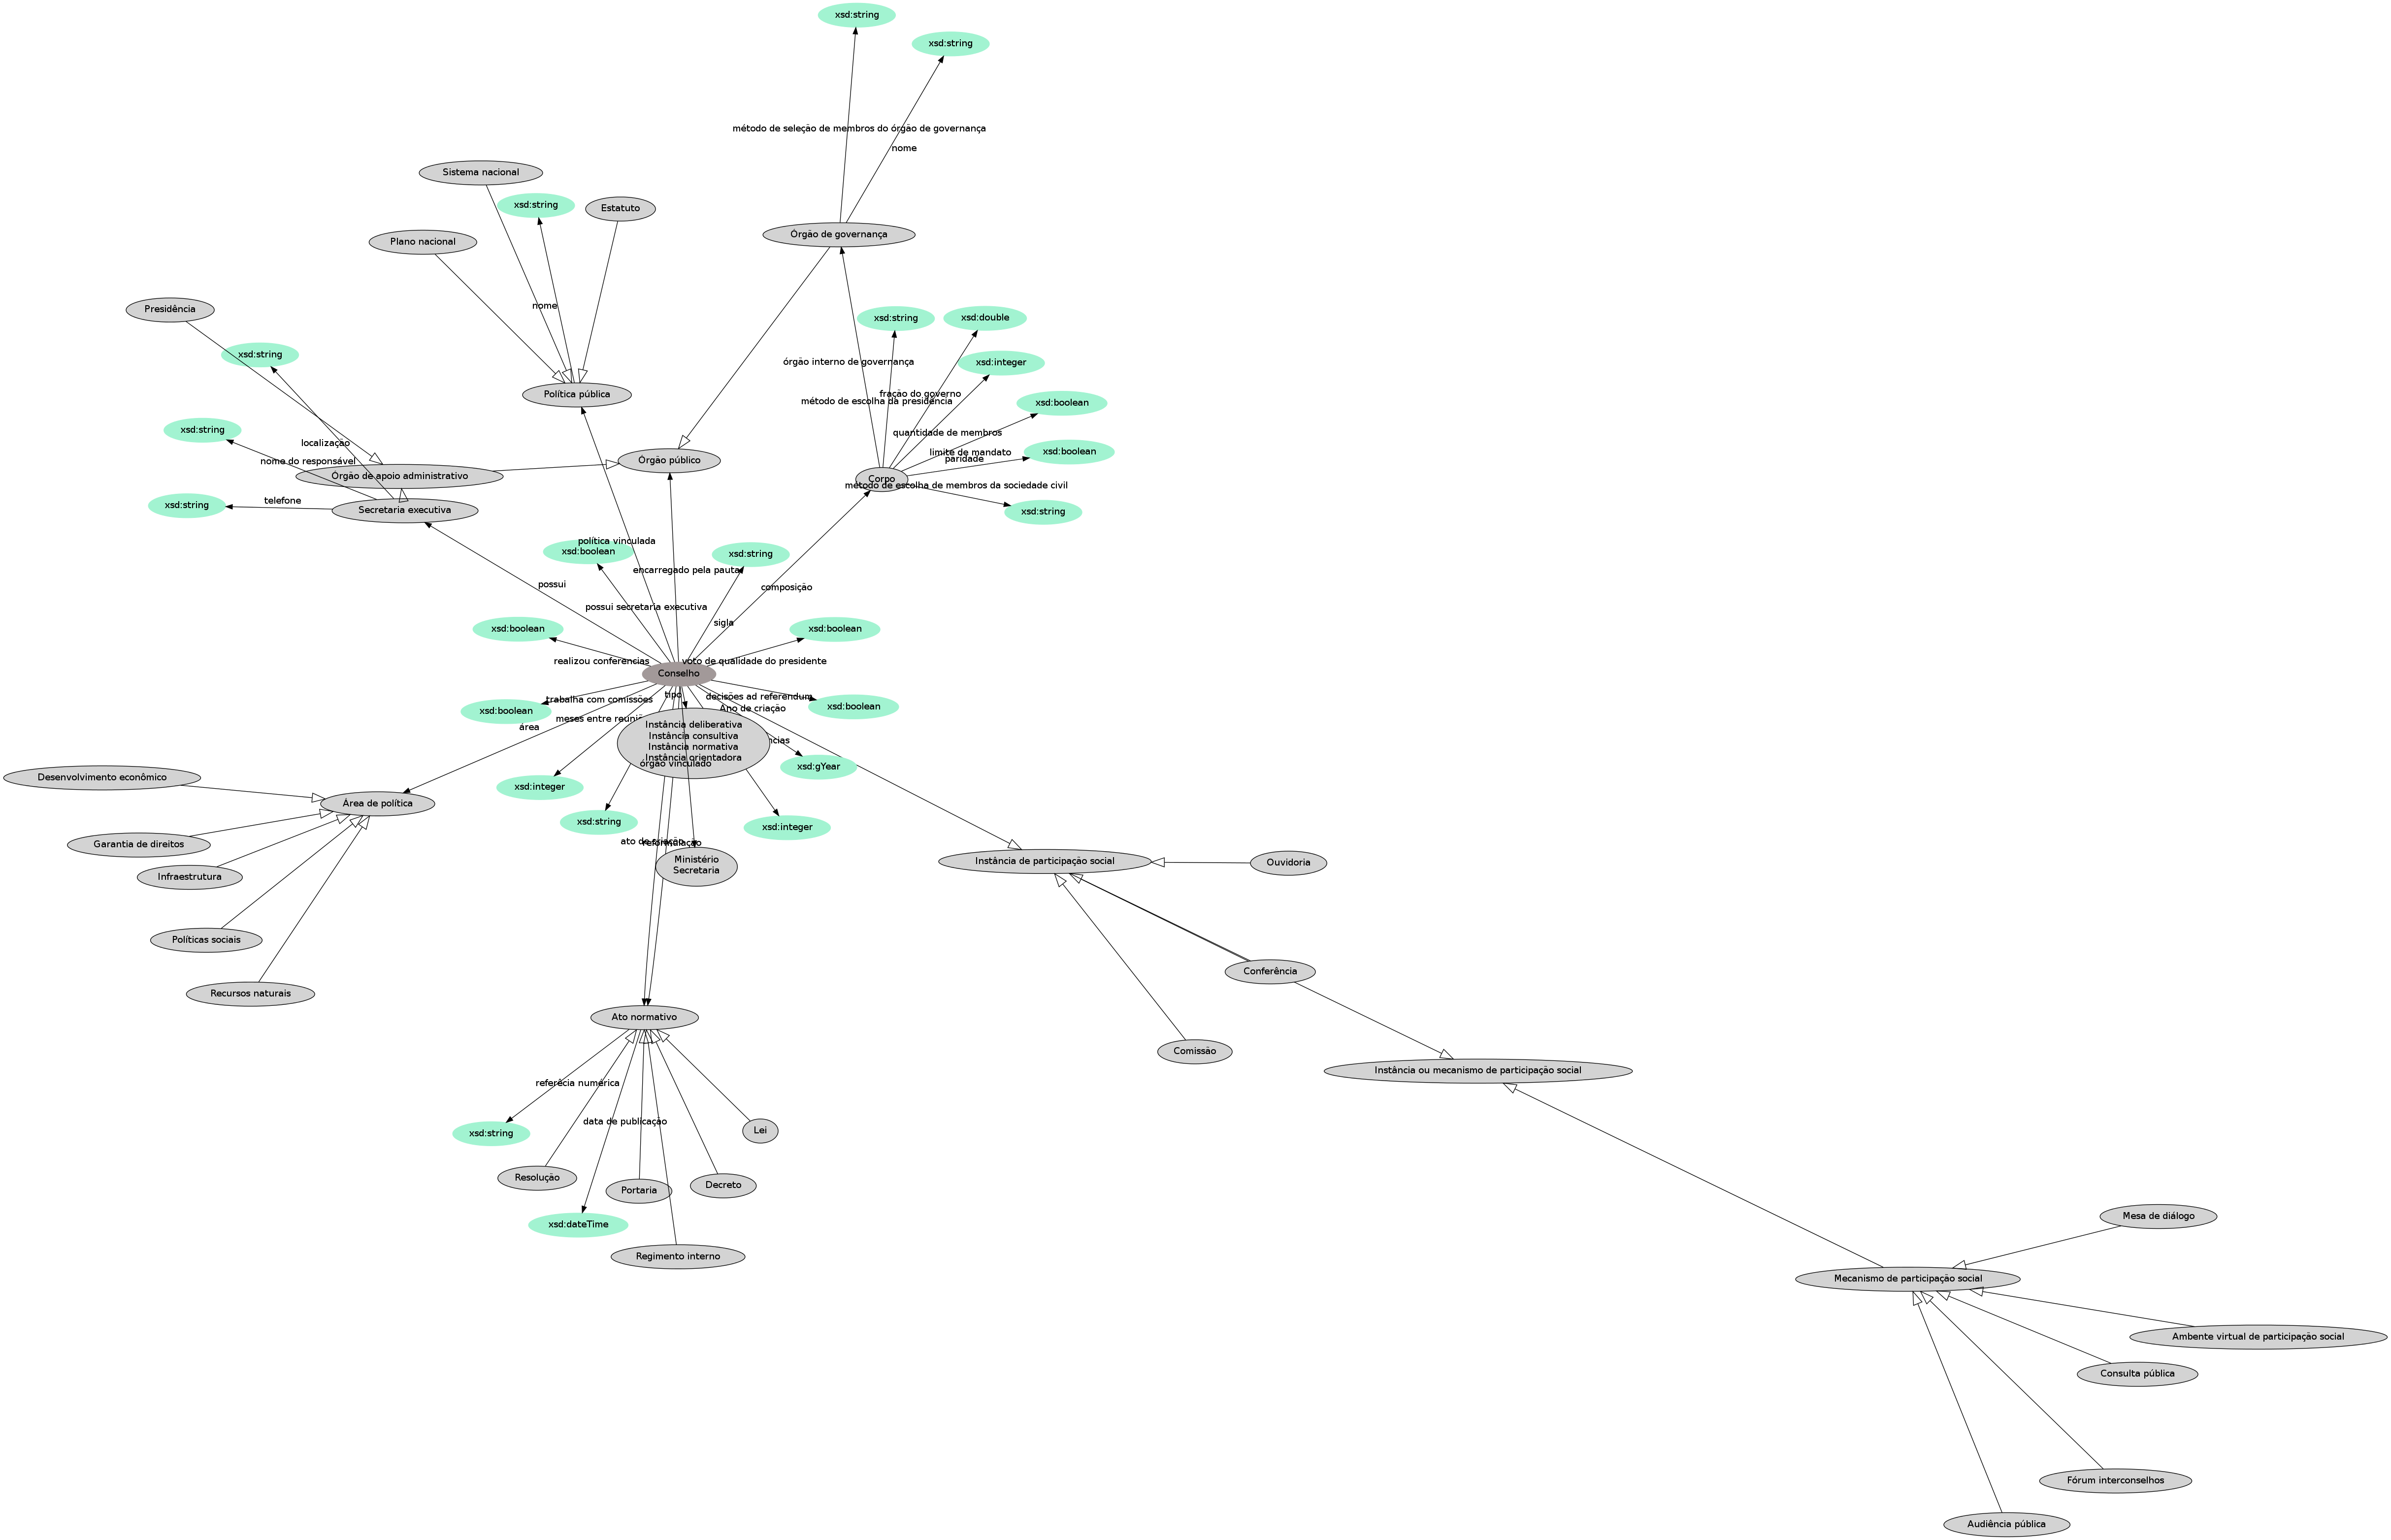 xsd:string
xsd:string
método de seleção de membros do órgão de governança
nome
Sistema nacional
xsd:string
Estatuto
Órgão de governança
Plano nacional
nome
Presidência
xsd:string
xsd:double
xsd:string
órgão interno de governança
xsd:integer
Política pública
fração do governo
método de escolha da presidência
xsd:boolean
xsd:string
localização
quantidade de membros
nome do responsável
Órgão público
limite de mandato
paridade
xsd:boolean
Órgão de apoio administrativo
Corpo
método de escolha de membros da sociedade civil
telefone
xsd:string
Secretaria executiva
xsd:string
política vinculada
xsd:boolean
xsd:string
encarregado pela pauta
possui
composição
possui secretaria executiva
sigla
xsd:boolean
xsd:boolean
realizou conferencias
voto de qualidade do presidente
Conselho
tipo
trabalha com comissões
decisões ad referendum
xsd:boolean
Ano de criação
xsd:boolean
meses entre
área
Instância deliberativa
Instância consultiva
Instância normativa
Instância orientadora
órgão vinculado
xsd:gYear
Desenvolvimento econômico
xsd:integer
Área de política
xsd:string
xsd:integer
Garantia de direitos
ato de criação
reformulação
Ministério
Secretaria
Instância de participação social
Ouvidoria
Infraestrutura
Políticas sociais
Conferência
Recursos naturais
Ato normativo
Comissão
Instância ou mecanismo de participação social
referêcia numérica
data de publicação
xsd:string
Lei
Resolução
Portaria
Decreto
Mesa de diálogo
xsd:dateTime
Regimento interno
Mecanismo de participação social
Ambente virtual de participação social
Consulta pública
Fórum interconselhos
Audiência pública